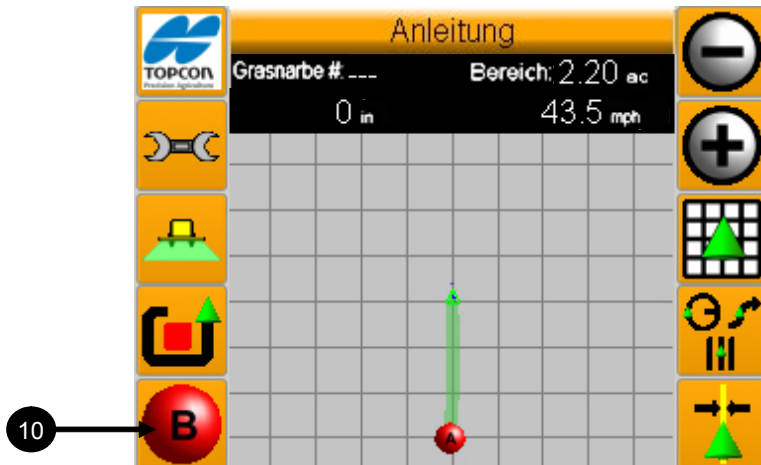 Anleitung
TOPCON
Precision Agriculture
Grasnarbe #: ---
Bereich: 2.20 ac
0 in
43.5 mph
10
B
A